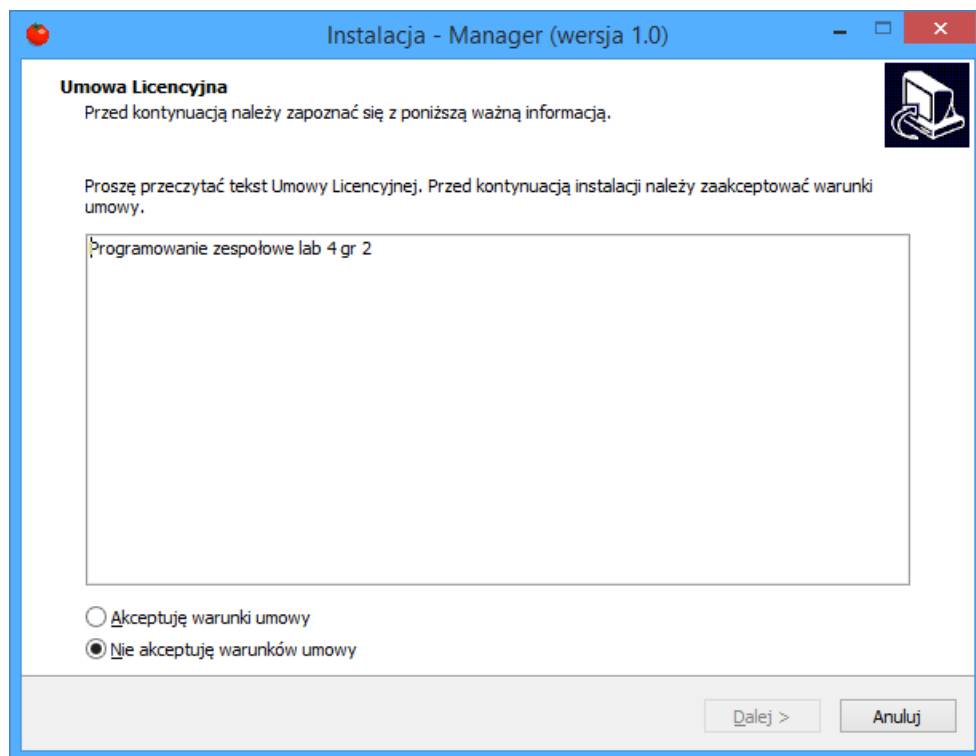 Instalacja - Manager (wersja 1.0)
Umowa Licencyjna
Przed kontynuacją należy zapoznać się z poniższą ważną informacją.
Proszę przeczytać tekst Umowy Licencyjnej. Przed kontynuacją instalacji należy zaakceptować warunki
umowy.
Programowanie zespołowe lab 4 gr 2
Akceptuję warunki umowy
Nie akceptuję warunków umowy
Dalej >
Anuluj